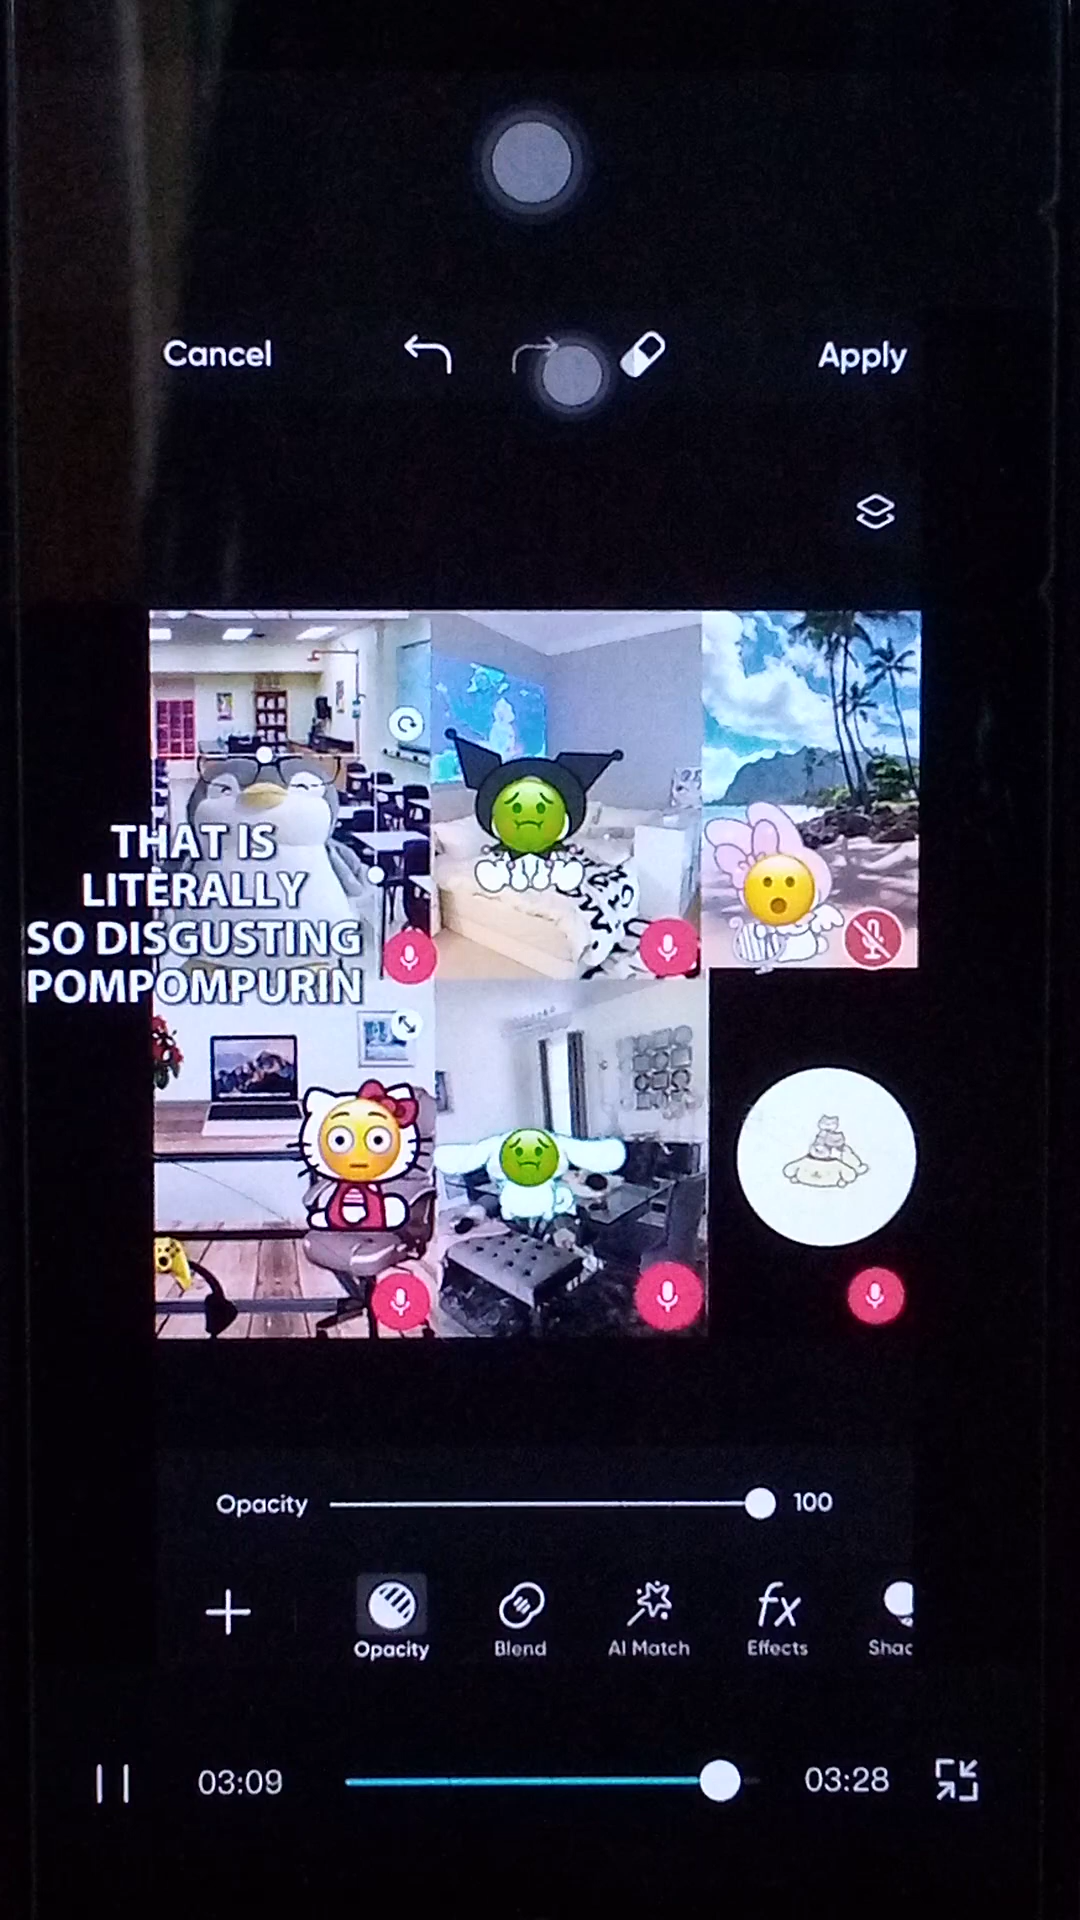 Cancel
Apply
THAT IS
LITERALLY
SO DISGUSTING
POMPOMPURIN
Opacity
100
Opacity
Blend
AI Match
fx
Effects
Shac
03:09
03:28